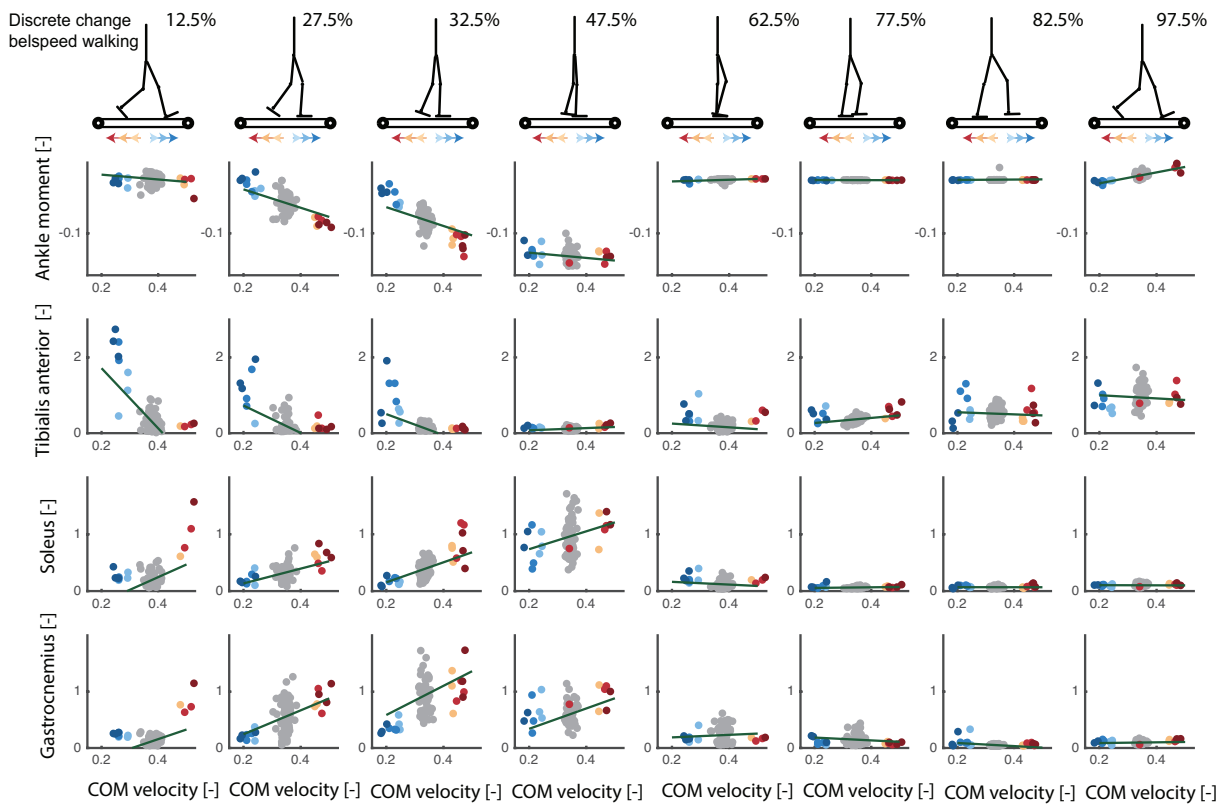 Discrete change
belspeed walking
12.5%
27.5%
32.5%
47.5%
62.5%
77.5%
82.5%
97.5%
Ankle moment [-]
-0.1 -0.1 -0.1 -0.1 -0.1 -0.1 -0.1 -0.1
0.2 0.4 0.2 0.4 0.2 0.4 0.2 0.4 0.2 0.4 0.2 0.4 0.2 0.4 0.2 0.4
Tibialis anterior [-]
2 2 2 2 2 2 2 2
0 0 0 0 0 0 0 0
0.2 0.4 0.2 0.4 0.2 0.4 0.2 0.4 0.2 0.4 0.2 0.4 0.2 0.4 0.2 0.4
Soleus [-]
1 1 1 1 1 1 1 1
0 0 0 0 0 0 0 0
0.2 0.4 0.2 0.4 0.2 0.4 0.2 0.4 0.2 0.4 0.2 0.4 0.2 0.4 0.2 0.4
Gastrocnemius [-]
1 1 1 1 1 1 1 1
0 0 0 0 0 0 0 0
0.2 0.4 0.2 0.4 0.2 0.4 0.2 0.4 0.2 0.4 0.2 0.4 0.2 0.4 0.2 0.4
COM velocity [-] COM velocity [-] COM velocity [-] COM velocity [-] COM velocity [-] COM velocity [-] COM velocity [-] COM velocity [-]